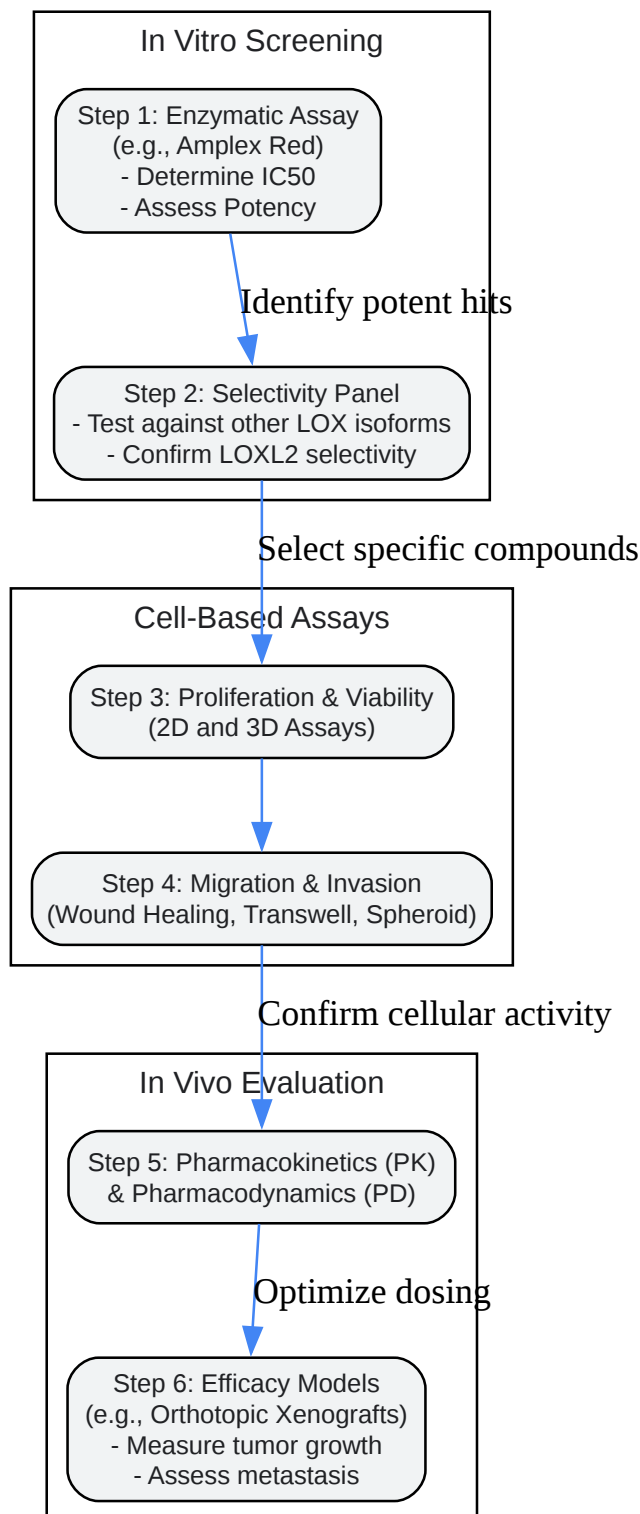 In Vitro Screening
Step 1: Enzymatic Assay
(e.g., Amplex Red)
- Determine IC50
- Assess Potency
Identify potent hits
Step 2: Selectivity Panel
- Test against other LOX isoforms
- Confirm LOXL2 selectivity
Select specific compounds
Cell-Based Assays
Step 3: Proliferation & Viability
(2D and 3D Assays)
Step 4: Migration & Invasion
(Wound Healing, Transwell, Spheroid)
Confirm cellular activity
In Vivo Evaluation
Step 5: Pharmacokinetics (PK)
& Pharmacodynamics (PD)
Optimize dosing
Step 6: Efficacy Models
(e.g., Orthotopic Xenografts)
- Measure tumor growth
- Assess metastasis